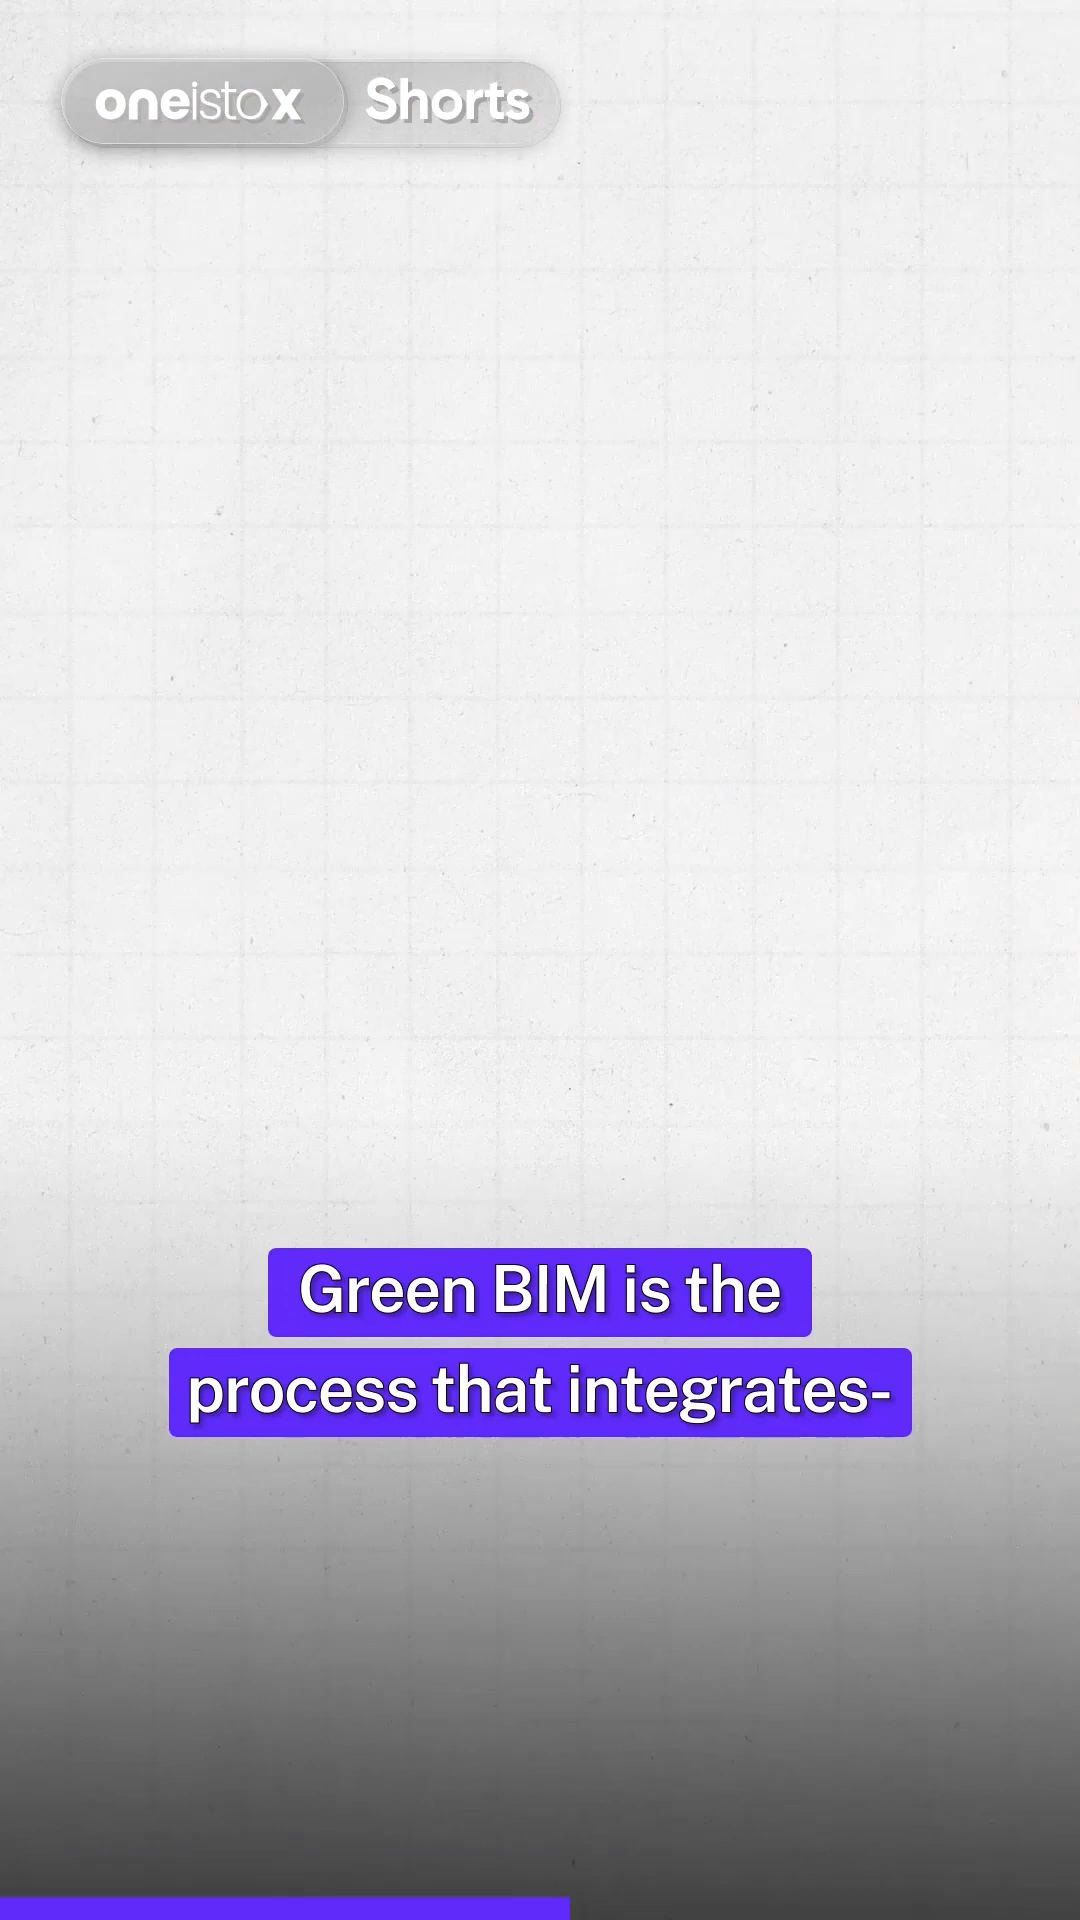 oneistox Shorts
Green BIM is the
process that integrates-